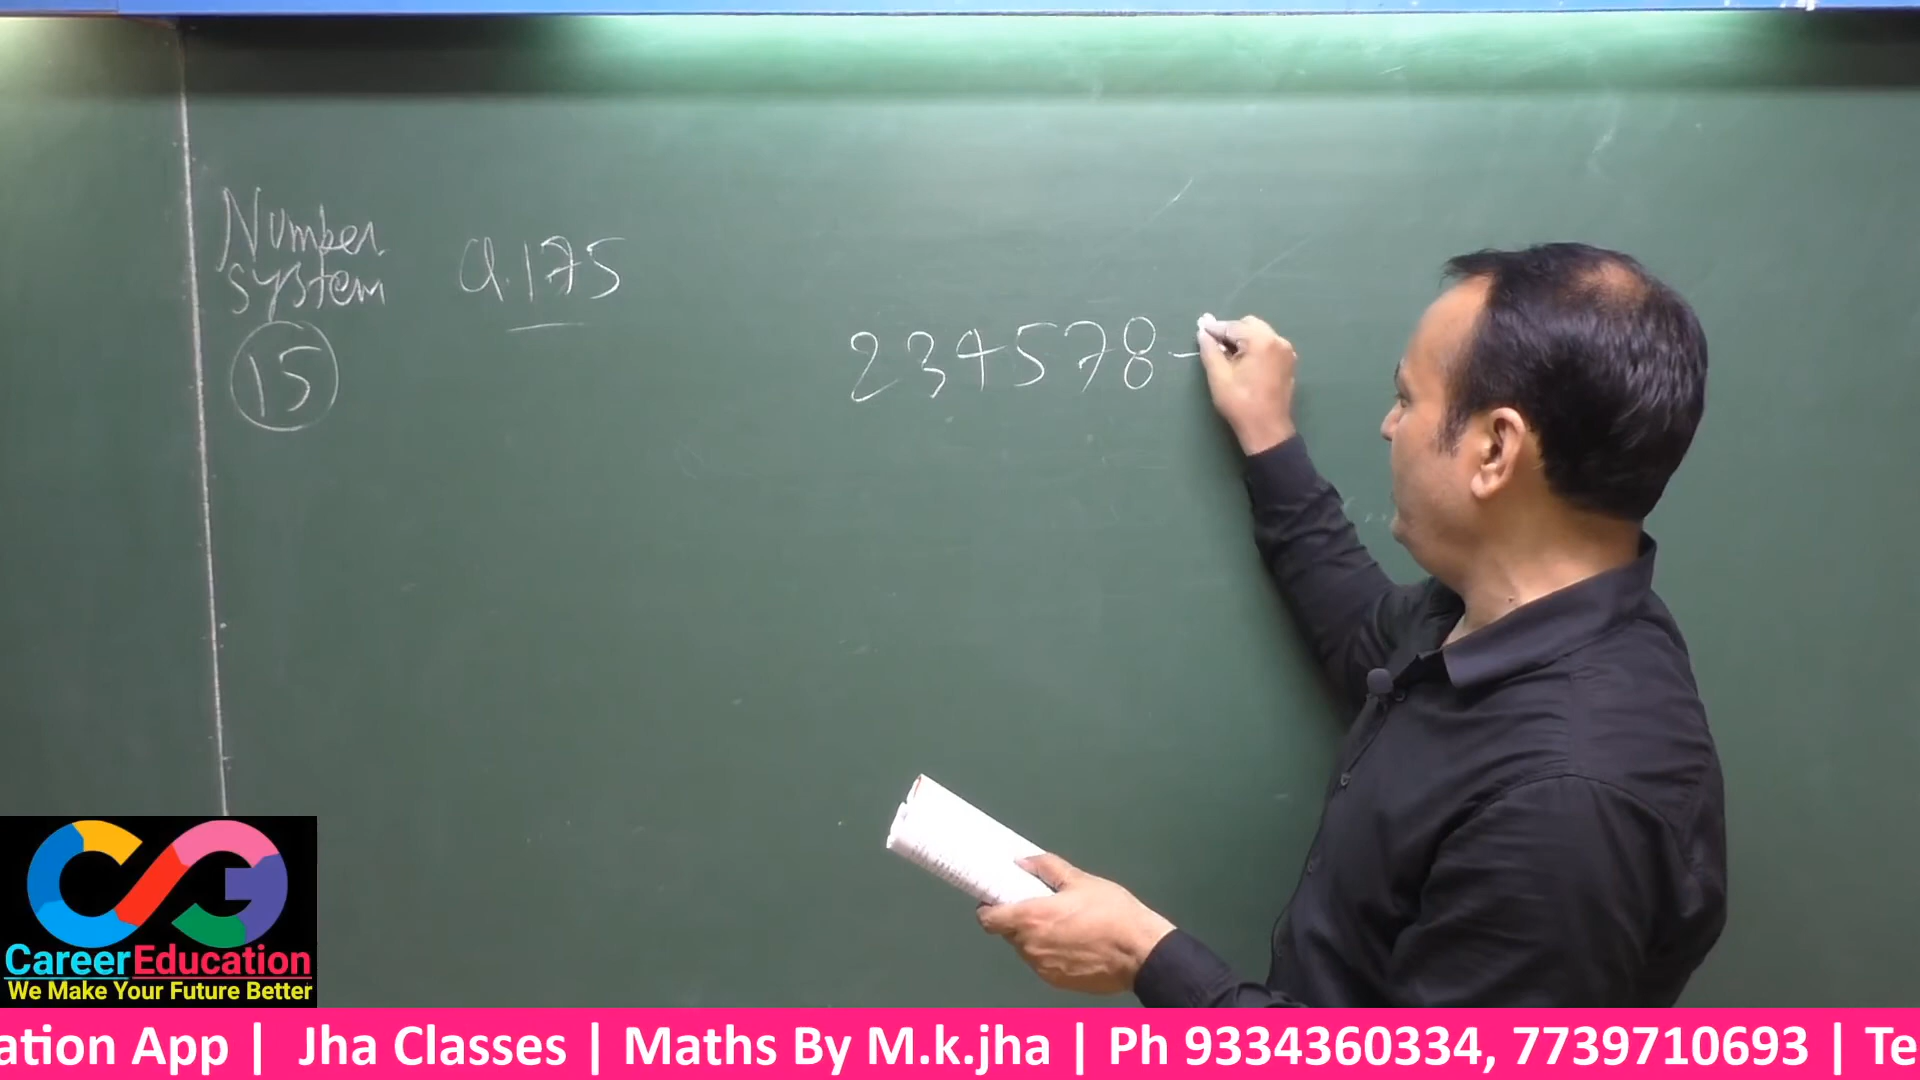 Number
system
15
Q.175
234578-
CareerEducation
We Make Your Future Better
ation App | Jha Classes | Maths By M.k.jha | Ph 9334360334, 7739710693 | Te